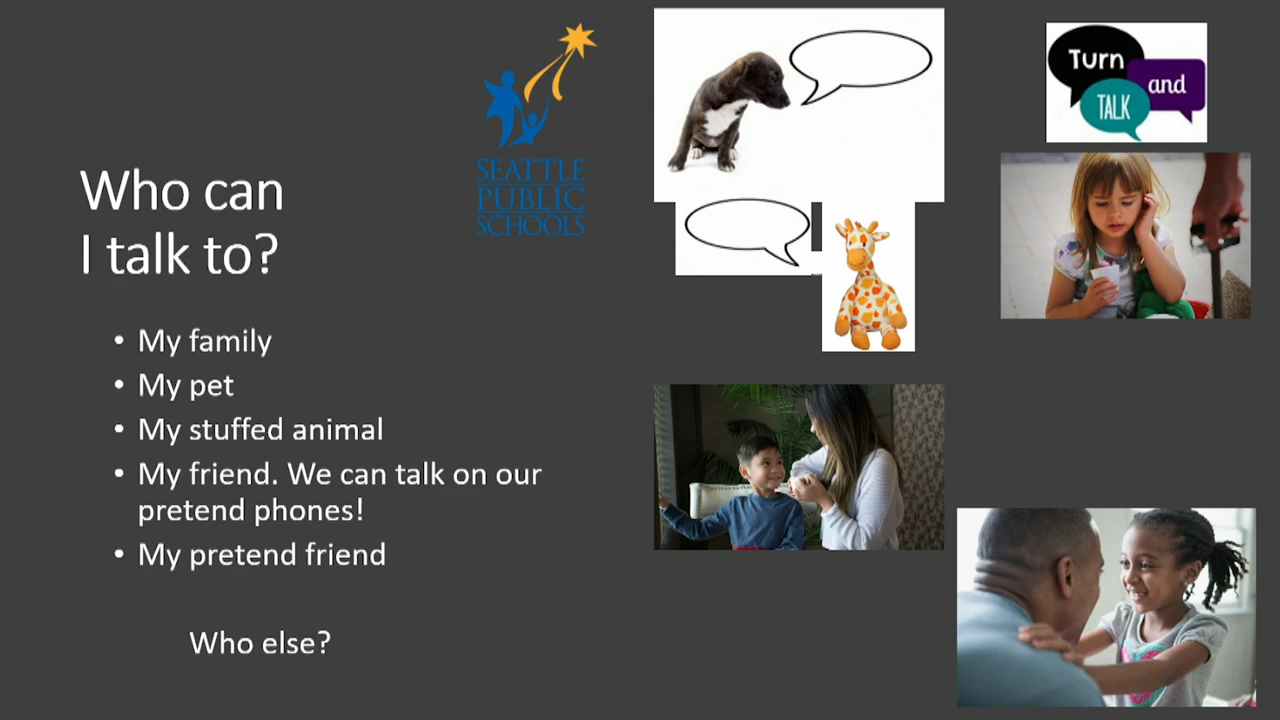 Who can
I talk to?
• My family
• My pet
• My stuffed animal
• My friend. We can talk on our
pretend phones!
• My pretend friend
Who else?
SEATTLE
PUBLIC
SCHOOLS
Turn
and
TALK